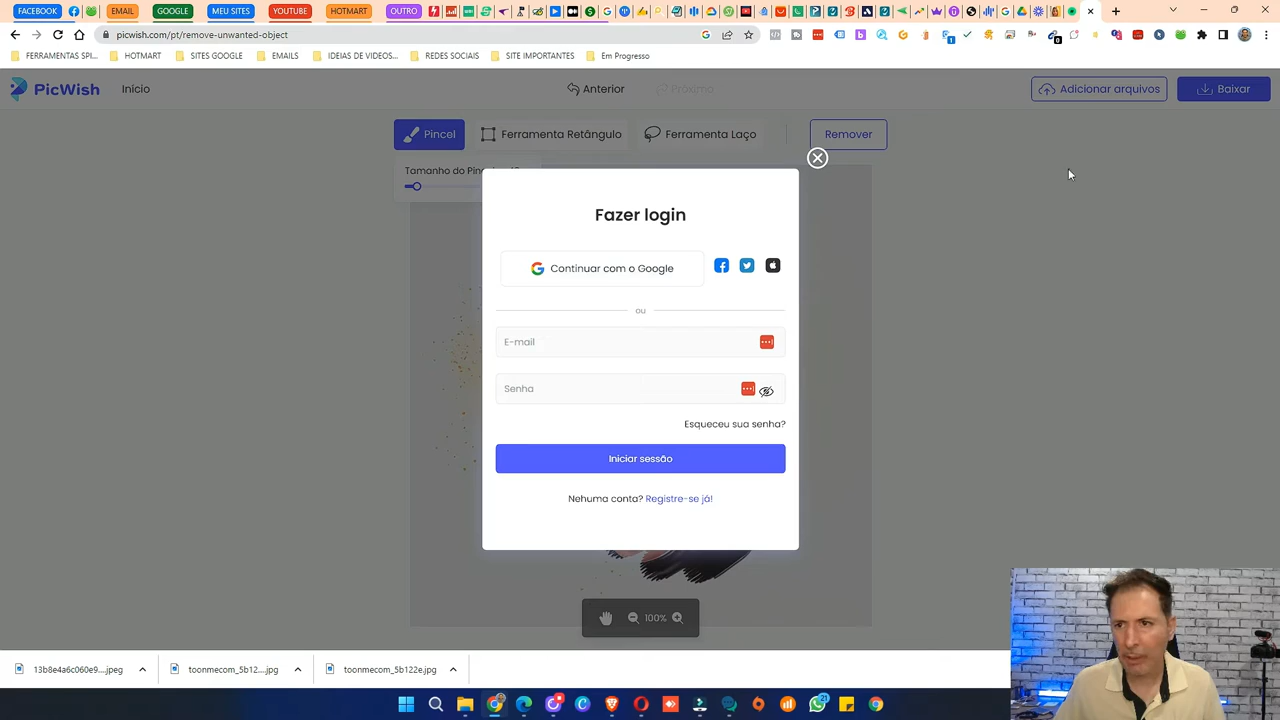 FACEBOOK
EMAIL
GOOGLE
MEU SITES
YOUTUBE
HOTMART
OUTRO
picwish.com/pt/remove-unwanted-object
FERRAMENTAS SPI...
HOTMART
SITES GOOGLE
EMAILS
IDEIAS DE VIDEOS...
REDES SOCIAIS
SITE IMPORTANTES
Em Progresso
PicWish
Início
Anterior
Próximo
Adicionar arquivos
Baixar
Pincel
Ferramenta Retângulo
Ferramenta Laço
Remover
Tamanho do
Fazer login
Continuar com o Google
ou
E-mail
Senha
Esqueceu sua senha?
Iniciar sessão
Nehuma conta? Registre-se já!
100%
13b8e4a6c060e9....jpeg
toonmecom_5b12....jpg
toonmecom_5b122e.jpg